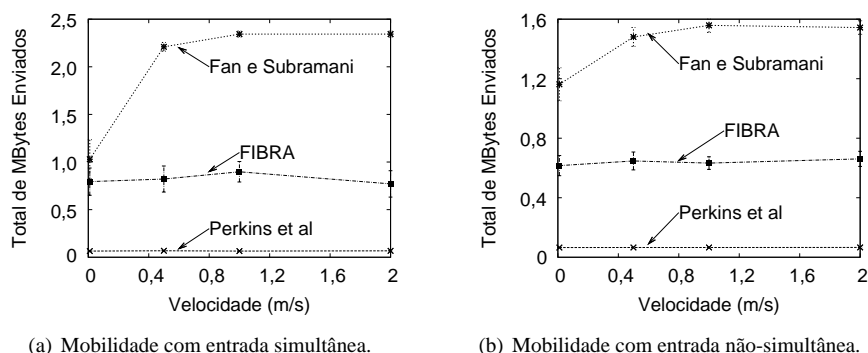 Total de MBytes Enviados
2,5
2,0
1,5
1,0
0,5
0
Fan e Subramani
FIBRA
Perkins et al
0 0,4 0,8 1,2 1,6 2
Velocidade (m/s)
(a) Mobilidade com entrada simultânea.
Total de MBytes Enviados
1,6
1,2
0,8
0,4
0
Fan e Subramani
FIBRA
Perkins et al
0 0,4 0,8 1,2 1,6 2
Velocidade (m/s)
(b) Mobilidade com entrada não-simultânea.